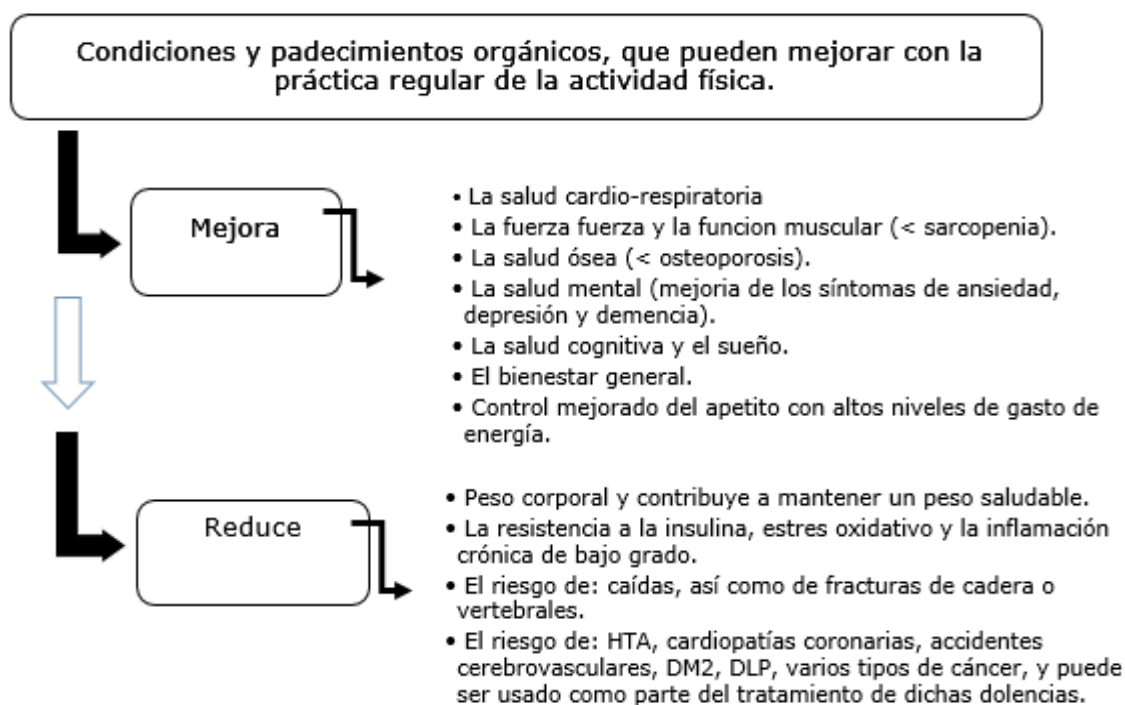 Condiciones y padecimientos orgánicos, que pueden mejorar con la
práctica regular de la actividad física.
Mejora
• La salud cardio-respiratoria
• La fuerza fuerza y la funcion muscular (< sarcopenia).
• La salud ósea (< osteoporosis).
• La salud mental (mejoria de los síntomas de ansiedad,
depresión y demencia).
• La salud cognitiva y el sueño.
• El bienestar general.
• Control mejorado del apetito con altos niveles de gasto de
energía.
Reduce
• Peso corporal y contribuye a mantener un peso saludable.
• La resistencia a la insulina, estres oxidativo y la inflamación
crónica de bajo grado.
• El riesgo de: caídas, así como de fracturas de cadera o
vertebrales.
• El riesgo de: HTA, cardiopatías coronarias, accidentes
cerebrovasculares, DM2, DLP, varios tipos de cáncer, y puede
ser usado como parte del tratamiento de dichas dolencias.